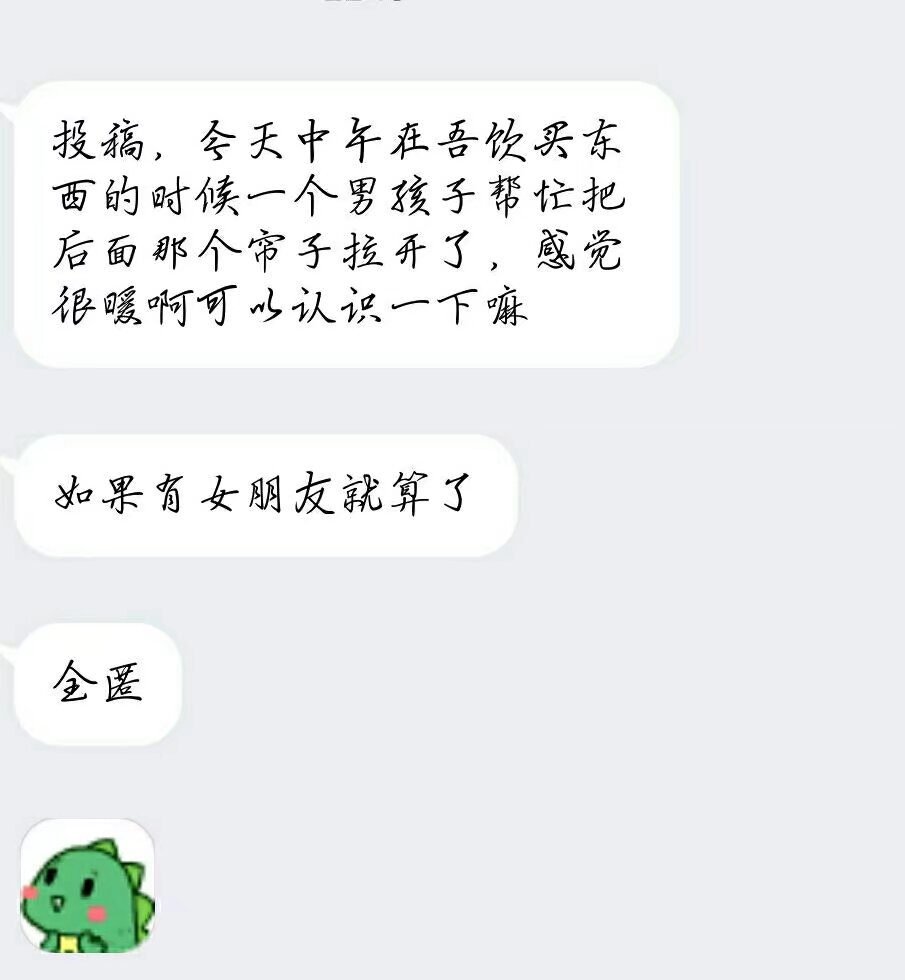 投稿，今天中午在吾饮买东
西的时候一个男孩子帮忙把
后面那个帘子拉开了，感觉
很暖啊可以认识一下嘛
如果有女朋友就算了
全匿